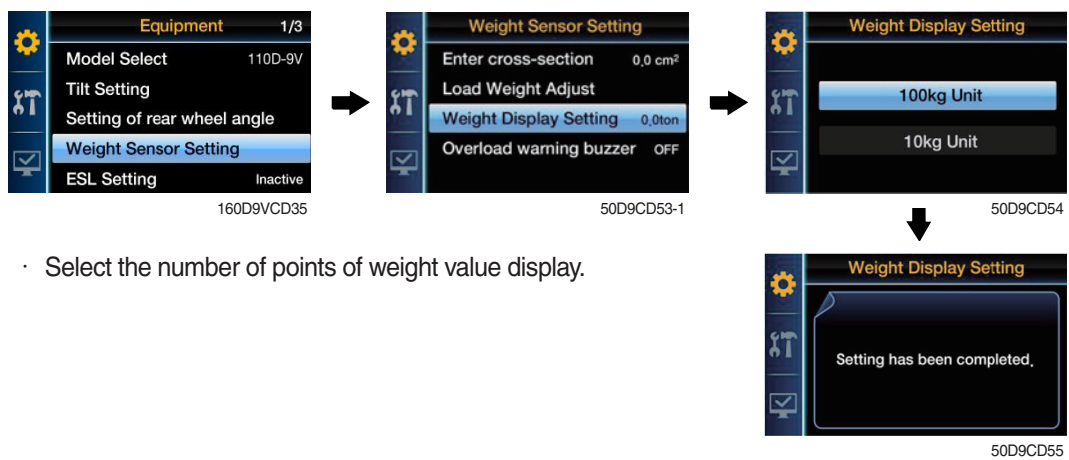 Equipment 1/3
Model Select 110D-9V
Tilt Setting
Setting of rear wheel angle
Weight Sensor Setting
ESL Setting Inactive
160D9VCD35
Weight Sensor Setting
Enter cross-section 0.0 cm²
Load Weight Adjust
Weight Display Setting 0.0ton
Overload warning buzzer OFF
50D9CD53-1
Weight Display Setting
100kg Unit
10kg Unit
50D9CD54
· Select the number of points of weight value display.
Weight Display Setting
Setting has been completed.
50D9CD55